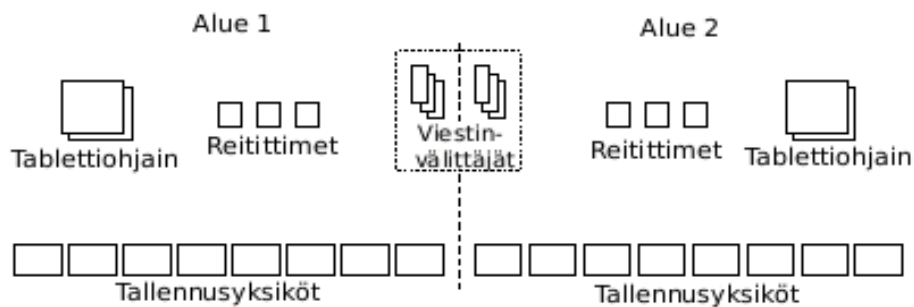 Alue 1
Alue 2
Tablettiohjain
Reitittimet
Viestin-
välittäjät
Reitittimet
Tablettiohjain
Tallennusyksiköt
Tallennusyksiköt